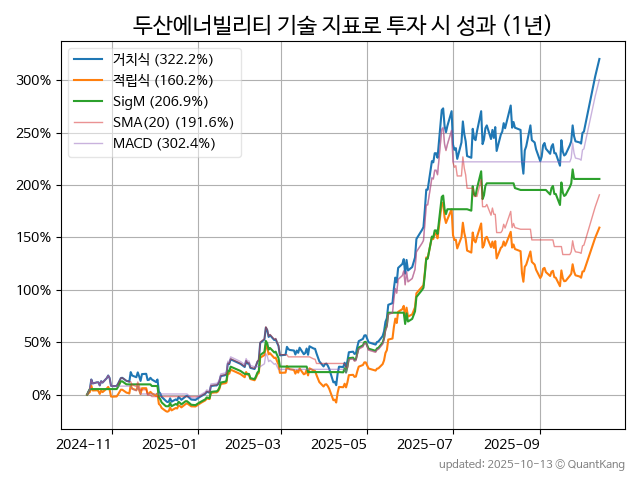 두산에너빌리티 기술 지표로 투자 시 성과 (1년)
거치식 (322.2%)
적립식 (160.2%)
SigM (206.9%)
SMA(20) (191.6%)
MACD (302.4%)
300%
250%
200%
150%
100%
50%
0%
2024-11 2025-01 2025-03 2025-05 2025-07 2025-09
updated: 2025-10-13 © QuantKang